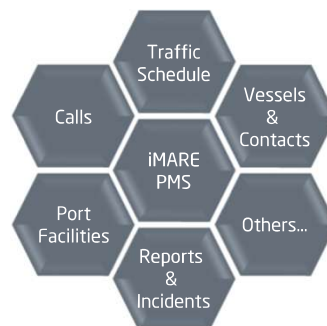 Traffic
Schedule
Calls
Vessels
&
Contacts
iMARE
PMS
Port
Facilities
Others...
Reports
&
Incidents